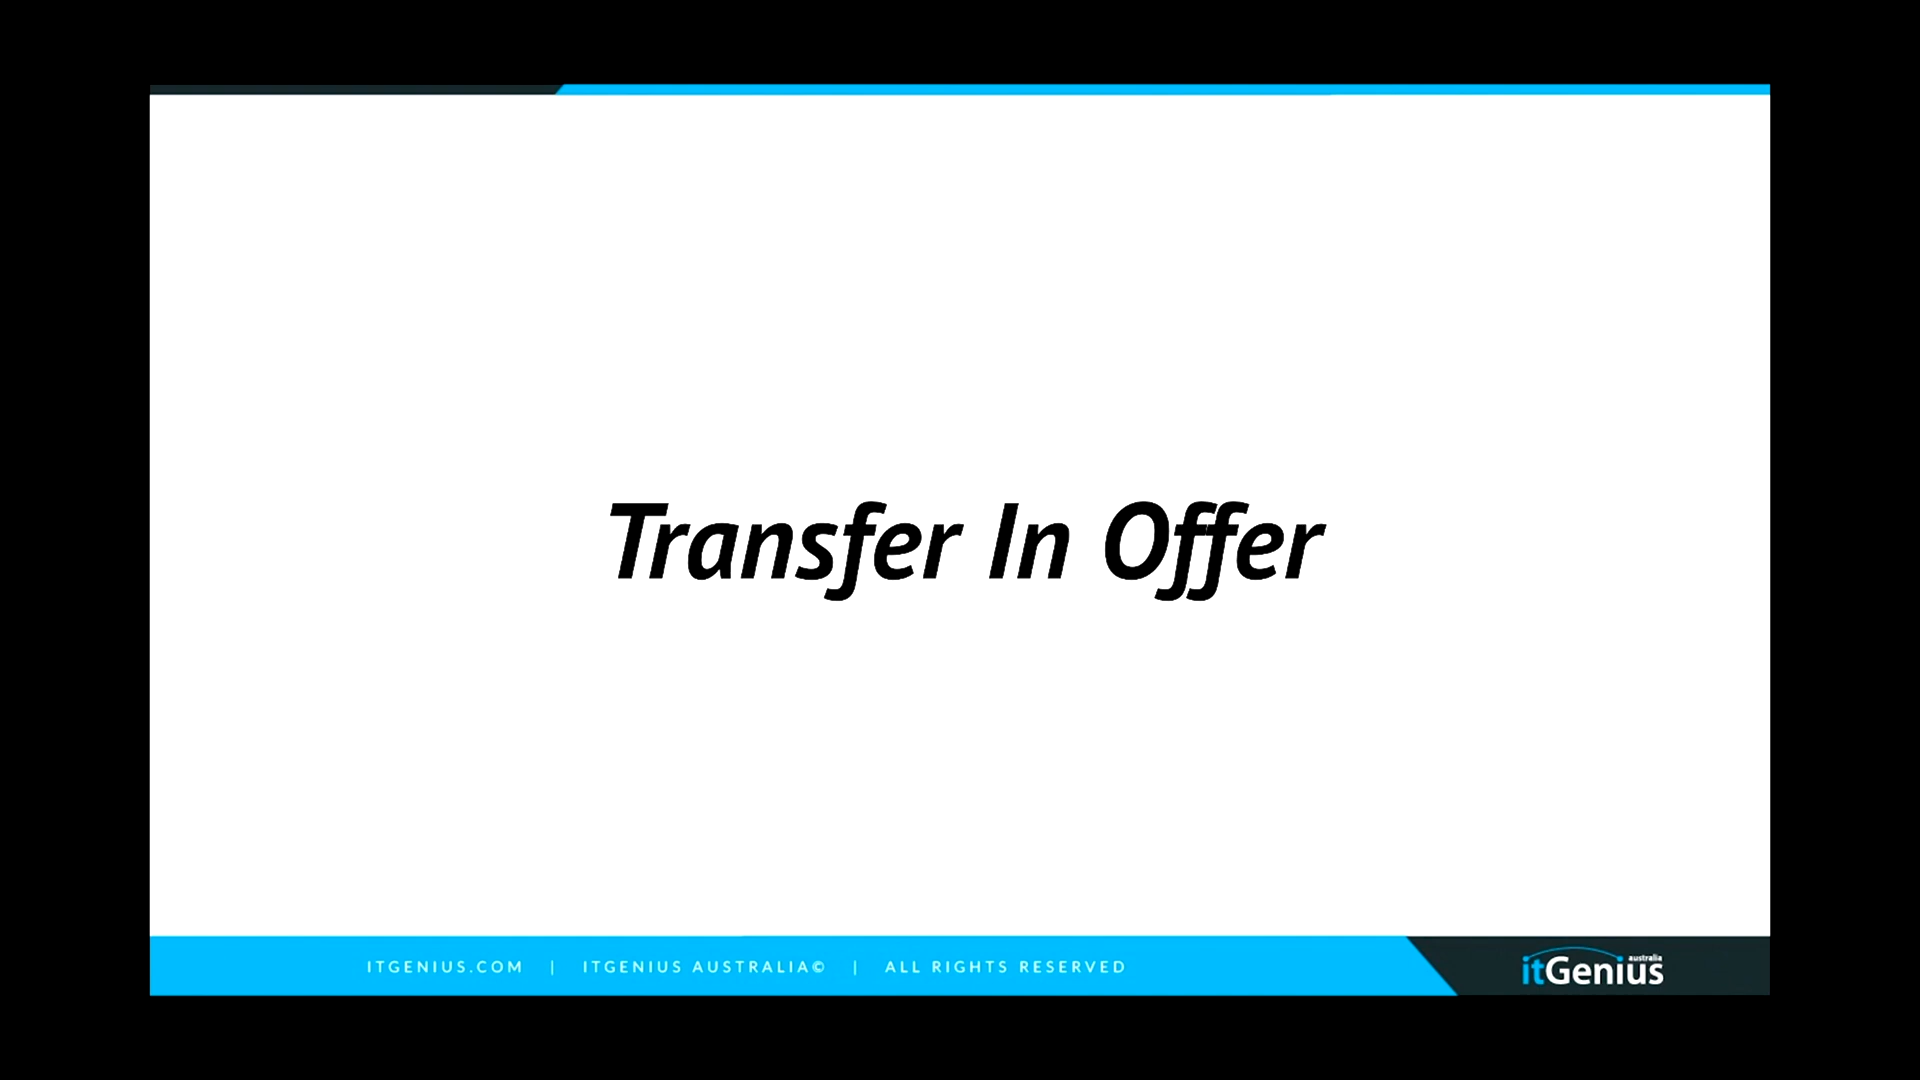 Transfer In Offer
ITGENIUS.COM | ITGENIUS AUSTRALIA© | ALL RIGHTS RESERVED
itGenius australia